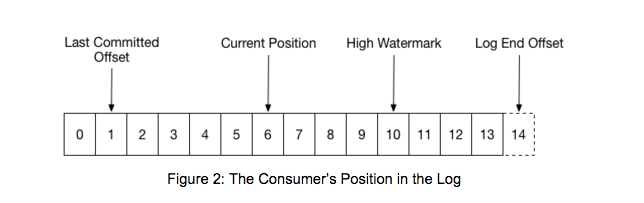 Last Committed Offset
Current Position
High Watermark
Log End Offset
0 1 2 3 4 5 6 7 8 9 10 11 12 13 14
Figure 2: The Consumer's Position in the Log